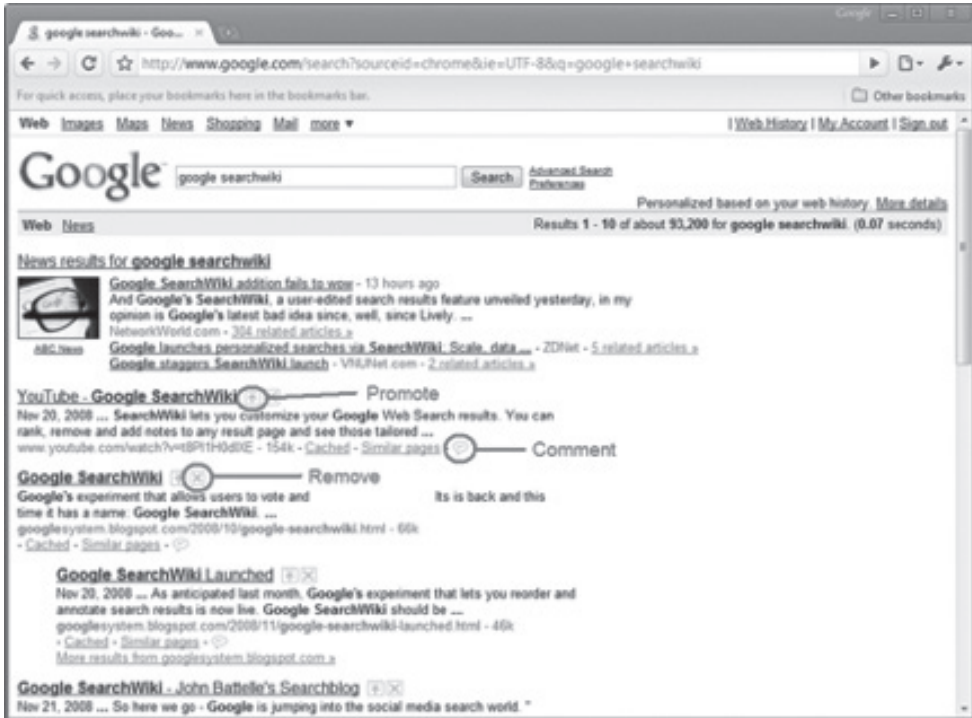 Google
google searchwiki - Goo...
http://www.google.com/search?sourceid=chrome&ie=UTF-8&q=google+searchwiki
For quick access, place your bookmarks here in the bookmarks bar.
Other bookmarks
Web Images Maps News Shopping Mail more ▼
| Web History | My Account | Sign out
Google
google searchwiki
Search
Advanced Search
Preferences
Personalized based on your web history. More details
Web News
Results 1 - 10 of about 93,200 for google searchwiki. (0.07 seconds)
News results for google searchwiki
Google SearchWiki addition fails to wow - 13 hours ago
And Google's SearchWiki, a user-edited search results feature unveiled yesterday, in my
opinion is Google's latest bad idea since, well, since Lively. ...
NetworkWorld.com - 304 related articles »
ABC News
Google launches personalized searches via SearchWiki: Scale, data ... - ZDNet - 5 related articles »
Google staggers SearchWiki launch - VNUNet.com - 2 related articles »
YouTube - Google SearchWiki
Promote
Nov 20, 2008 ... SearchWiki lets you customize your Google Web Search results. You can
rank, remove and add notes to any result page and see those tailored ...
www.youtube.com/watch?v= - 154k - Cached - Similar pages -
Comment
Google SearchWiki
Remove
Google's experiment that allows users to vote and lts is back and this
time it has a name: Google SearchWiki. ...
googlesystem.blogspot.com/2008/10/google-searchwiki.html - 66k
- Cached - Similar pages -
Google SearchWiki Launched
Nov 20, 2008 ... As anticipated last month, Google's experiment that lets you reorder and
annotate search results is now live. Google SearchWiki should be ...
googlesystem.blogspot.com/2008/11/google-searchwiki-launched.html - 46k
- Cached - Similar pages -
More results from googlesystem.blogspot.com »
Google SearchWiki - John Battelle's Searchblog
Nov 21, 2008 ... So here we go - Google is jumping into the social media search world. "